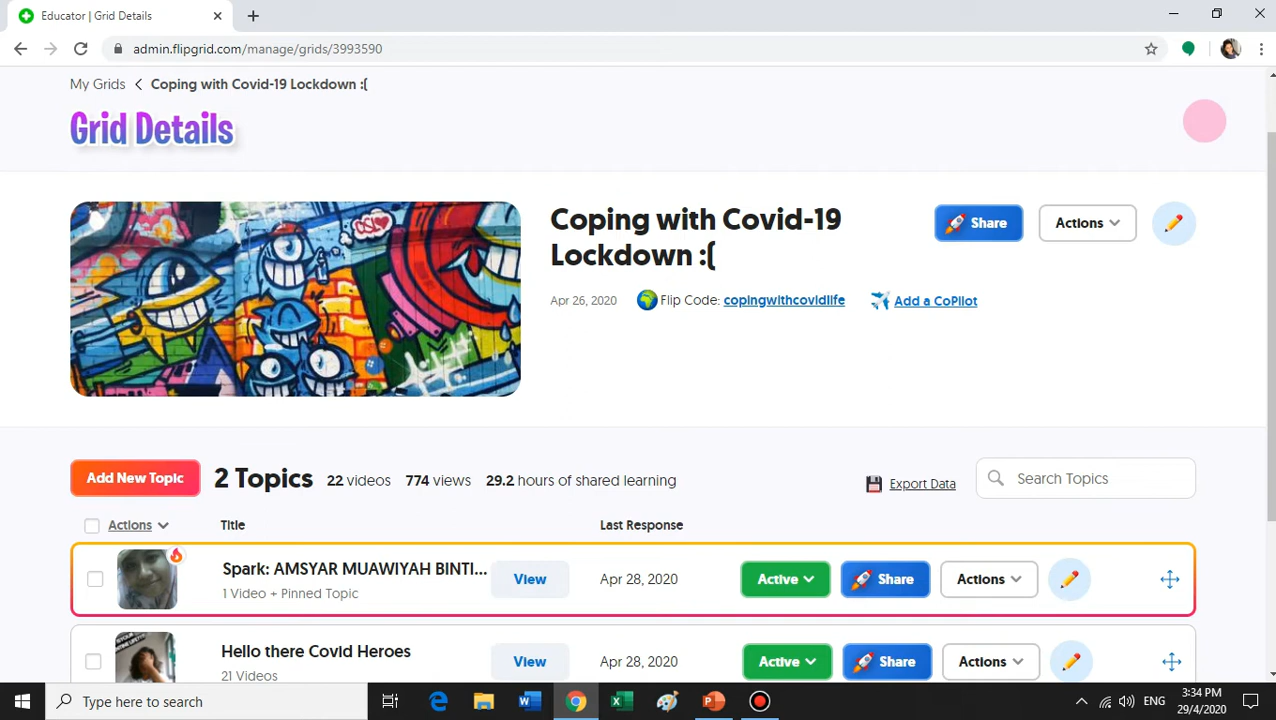 Educator | Grid Details
admin.flipgrid.com/manage/grids/3993590
My Grids Coping with Covid-19 Lockdown :[
Grid Details
Coping with Covid-19
Lockdown :[
Share
Actions
Apr 26, 2020
Flip Code: copingwithcovidlife
Add a CoPilot
Add New Topic
2 Topics
22 videos
774 views
29.2 hours of shared learning
Export Data
Search Topics
Actions
Title
Last Response
Spark: AMSYAR MUAWIYAH BINTI...
1 Video + Pinned Topic
View
Apr 28, 2020
Active
Share
Actions
Hello there Covid Heroes
21 Videos
View
Apr 28, 2020
Active
Share
Actions
Type here to search
ENG
3:34 PM
29/4/2020